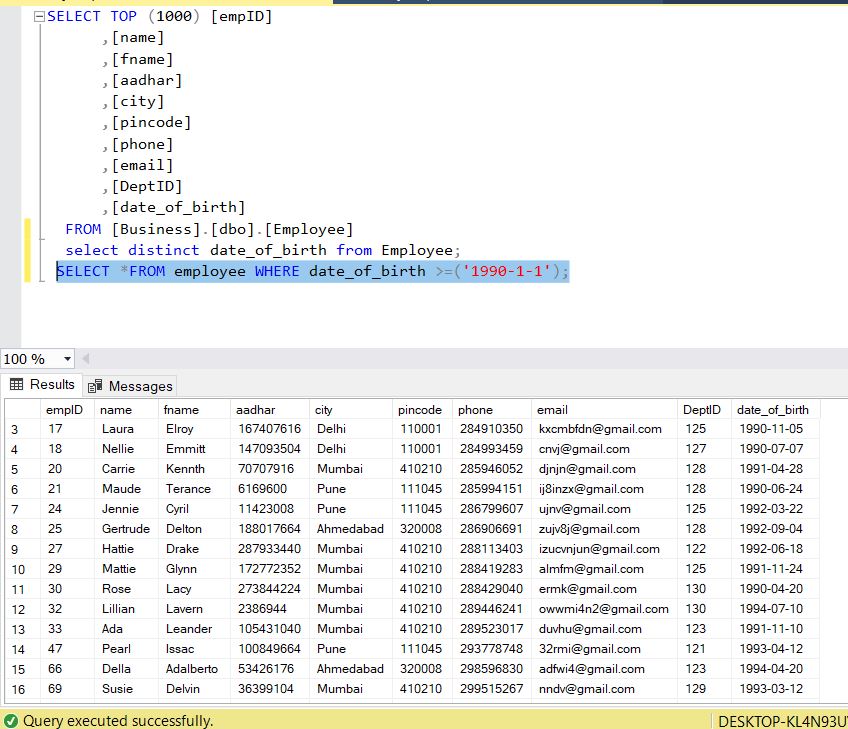 SELECT TOP (1000) [empID]
,[name]
,[fname]
,[aadhar]
,[city]
,[pincode]
,[phone]
,[email]
,[DeptID]
,[date_of_birth]
FROM [Business].[dbo].[Employee]
select distinct date_of_birth from Employee;
SELECT *FROM employee WHERE date_of_birth >=('1990-1-1');
100 %
Results Messages
empID name fname aadhar city pincode phone email DeptID date_of_birth
3 17 Laura Elroy 167407616 Delhi 110001 284910350 kxcmbfdn@gmail.com 125 1990-11-05
4 18 Nellie Emmitt 147093504 Delhi 110001 284993459 cnvj@gmail.com 127 1990-07-07
5 20 Carrie Kennth 70707916 Mumbai 410210 285946052 djnjn@gmail.com 128 1991-04-28
6 21 Maude Terance 6169600 Pune 111045 285994151 ij8inzx@gmail.com 128 1990-06-24
7 24 Jennie Cyril 11423008 Pune 111045 286799607 ujnv@gmail.com 125 1992-03-22
8 25 Gertrude Delton 188017664 Ahmedabad 320008 286906691 zujv8j@gmail.com 128 1992-09-04
9 27 Hattie Drake 287933440 Mumbai 410210 288113403 izucvnjun@gmail.com 122 1992-06-18
10 29 Mattie Glynn 172772352 Mumbai 410210 288419283 almfm@gmail.com 125 1991-11-24
11 30 Rose Lacy 273844224 Mumbai 410210 288429040 ermk@gmail.com 130 1990-04-20
12 32 Lillian Lavern 2386944 Mumbai 410210 289446241 owwmi4n2@gmail.com 130 1994-07-10
13 33 Ada Leander 105431040 Mumbai 410210 289523017 duvhu@gmail.com 123 1991-11-10
14 47 Pearl Issac 100849664 Pune 111045 293778748 32rmi@gmail.com 121 1993-04-12
15 66 Della Adalberto 53426176 Ahmedabad 320008 298596830 adfwi4@gmail.com 123 1994-04-20
16 69 Susie Delvin 36399104 Mumbai 410210 299515267 nndv@gmail.com 129 1993-03-12
Query executed successfully. DESKTOP-KL4N93U